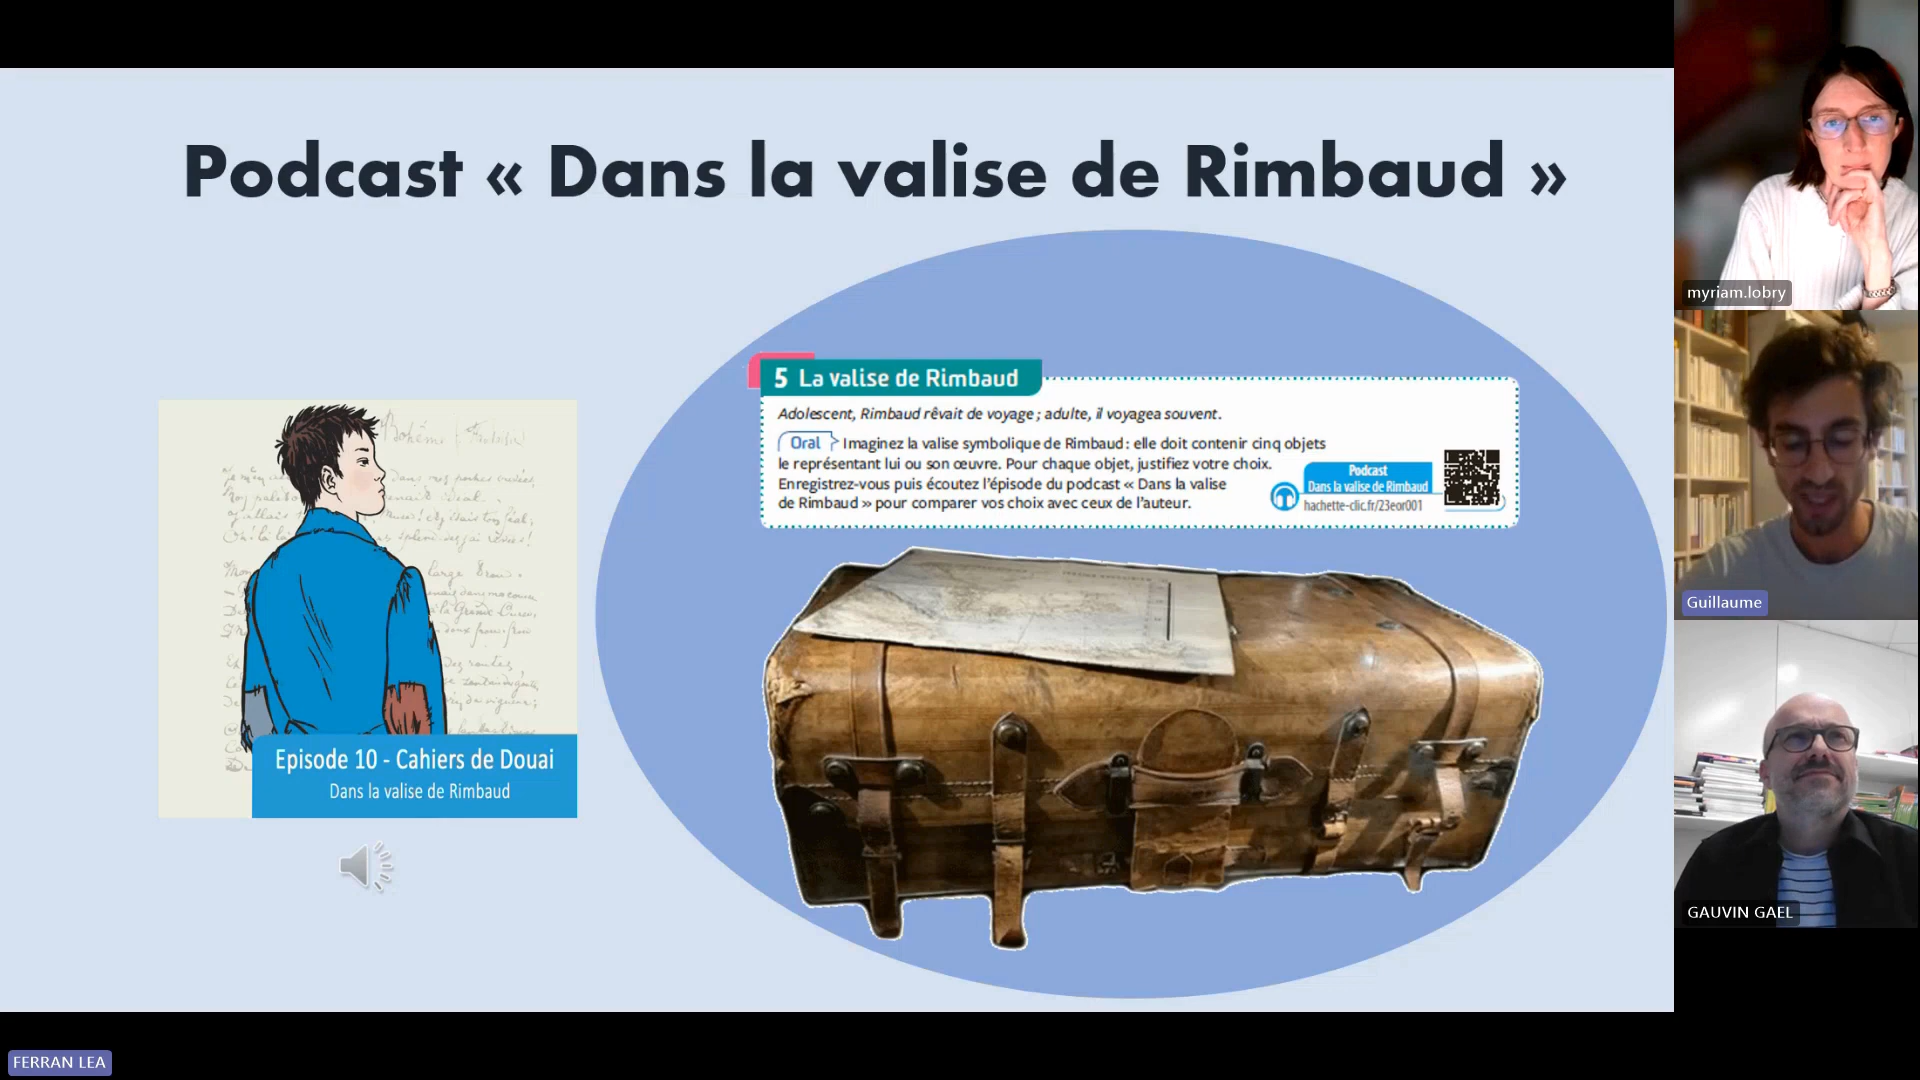 Podcast « Dans la valise de Rimbaud »
5 La valise de Rimbaud
Adolescent, Rimbaud rêvait de voyage ; adulte, il voyagea souvent.
Oral Imaginez la valise symbolique de Rimbaud : elle doit contenir cinq objets
le représentant lui ou son œuvre. Pour chaque objet, justifiez votre choix.
Enregistrez-vous puis écoutez l'épisode du podcast « Dans la valise
de Rimbaud » pour comparer vos choix avec ceux de l'auteur.
Podcast
Dans la valise de Rimbaud
hachette-clic.fr/23eor001
Episode 10 - Cahiers de Douai
Dans la valise de Rimbaud
myriam.lobry
Guillaume
GAUVIN GAEL
FERRAN LEA